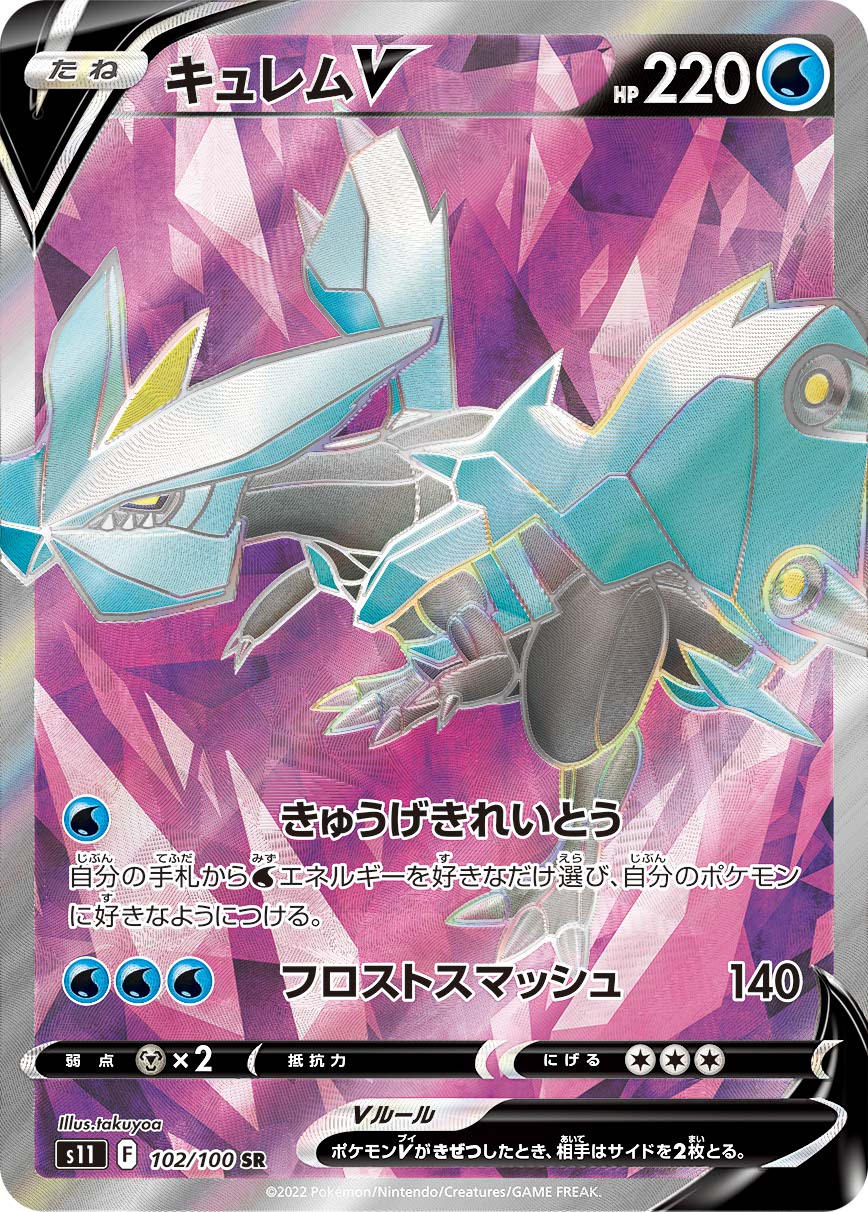 たね キュレムV HP 220
きゅうげきれいとう
自分の手札からエネルギーを好きなだけ選び、自分のポケモン
に好きなようにつける。
フロストスマッシュ 140
弱点 ×2 抵抗力 にげる
Vルール
ポケモンVがきぜつしたとき、相手はサイドを2枚とる。
Illus.takuyoa
s11 F 102/100 SR
©2022 Pokémon/Nintendo/Creatures/GAME FREAK.